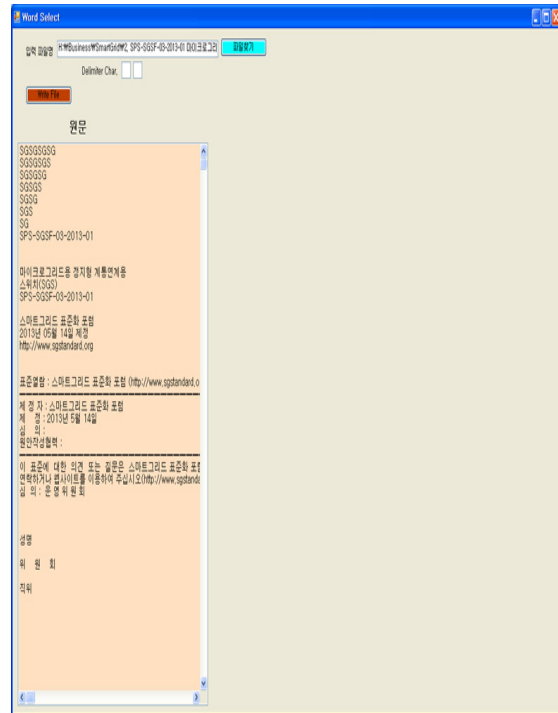 Word Select
입력 파일명 H:₩Business₩SmartGrid₩2, SPS-SGSF-03-2013-01 마이크로그리 파일찾기
Delimiter Char,
Write File
원문
SGSGSGSG
SGSGSGS
SGSGSG
SGSGS
SGSG
SGS
SG
SPS-SGSF-03-2013-01
마이크로그리드용 정지형 계통연계용
스위치(SGS)
SPS-SGSF-03-2013-01
스마트그리드 표준화 포럼
2013년 05월 14일 제정
http://www,sgstandard,org
표준열람 : 스마트그리드 표준화 포럼 (http://www,sgstandard,o
제 정 자 : 스마트그리드 표준화 포럼
제 정 : 2013년 5월 14일
심 의 :
원안작성협력 :
이 표준에 대한 의견 또는 질문은 스마트그리드 표준화 포럼
연락하거나 웹사이트를 이용하여 주십시오(http://www,sgstanda
심 의 : 운 영 위 원 회
성명
위 원 회
직위